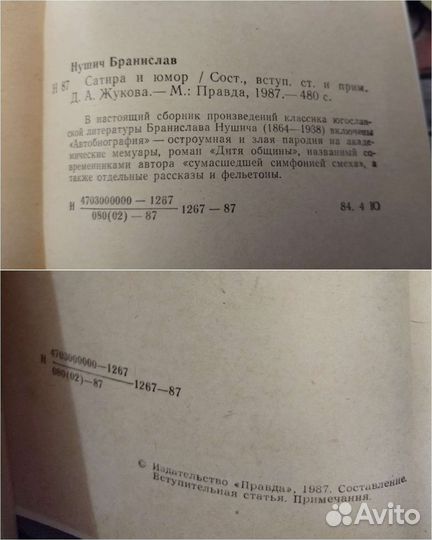 Нушич Бранислав
Н 87 Сатира и юмор / Сост., вступ. ст. и прим.
Д. А. Жукова.— М.: Правда, 1987.— 480 с.
В настоящий сборник произведений классика югослав-
ской литературы Бранислава Нушича (1864—1938) включены
«Автобиография» — остроумная и злая пародия на акаде-
мические мемуары, роман «Дитя общины», названный со-
временниками автора «сумасшедшей симфонией смеха», а
также отдельные рассказы и фельетоны.
Н 4703000000—1267
080(02)—87 1267—87 84. 4 Ю
Н 4703000000—1267
080(02)—87 1267—87
© Издательство «Правда», 1987. Составление.
Вступительная статья. Примечания.
Avito